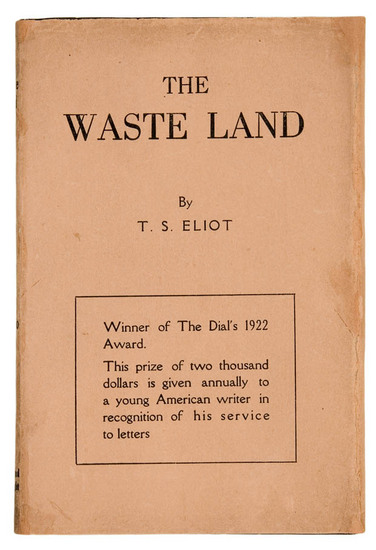 THE
WASTE LAND
By
T. S. ELIOT
Winner of The Dial's 1922
Award.
This prize of two thousand
dollars is given annually to
a young American writer in
recognition of his service
to letters